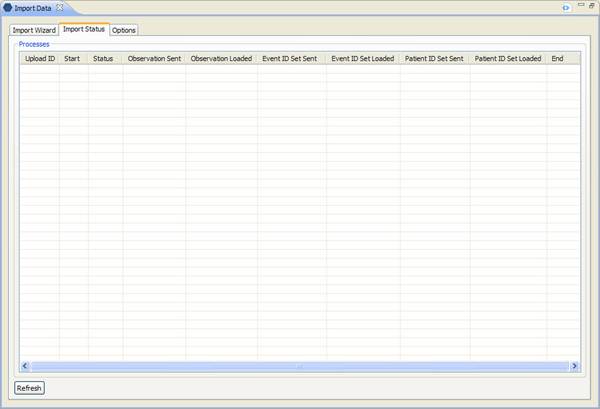 Import Data
Import Wizard Import Status Options
Processes
Upload ID Start Status Observation Sent Observation Loaded Event ID Set Sent Event ID Set Loaded Patient ID Set Sent Patient ID Set Loaded End
Refresh